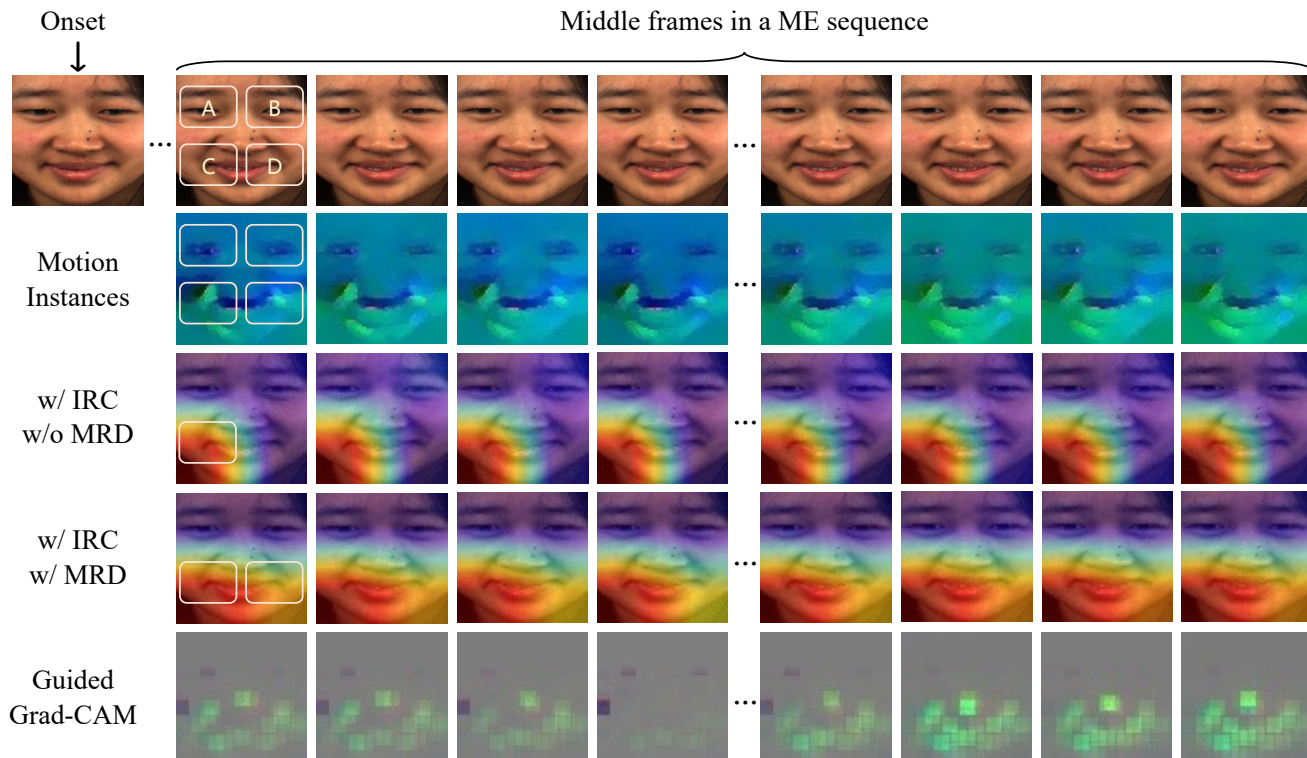 Onset
Middle frames in a ME sequence
...
A
B
C
D
...
Motion
Instances
...
w/ IRC
w/o MRD
...
w/ IRC
w/ MRD
...
Guided
Grad-CAM
...